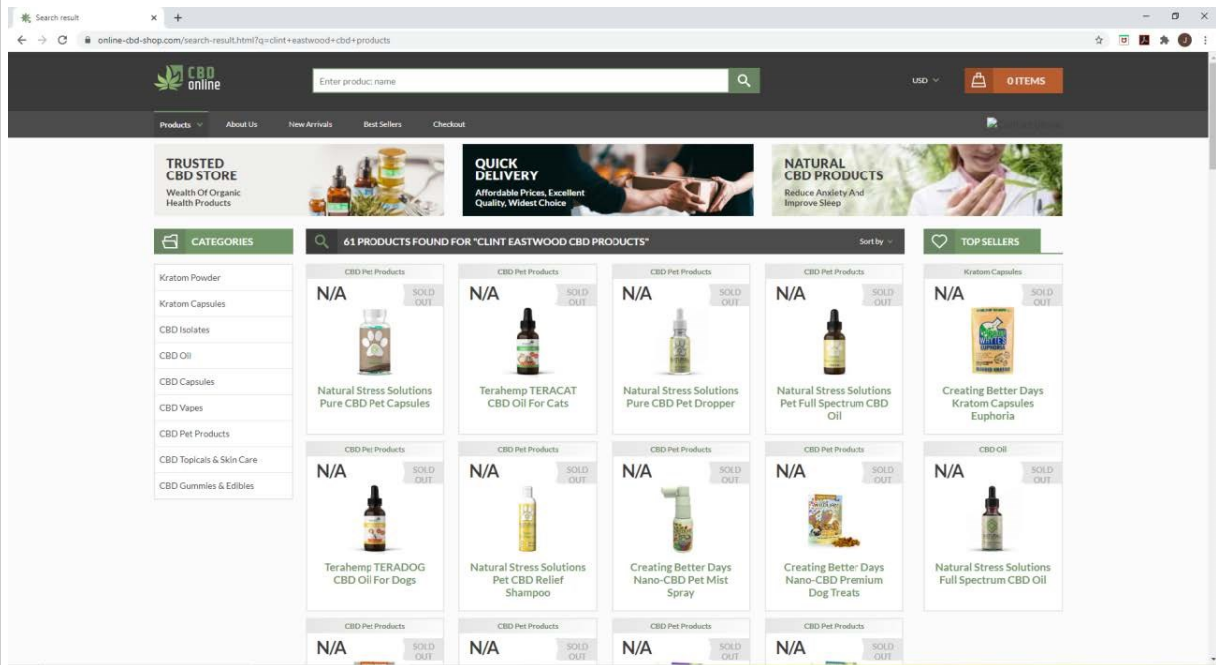 Search result
online-cbd-shop.com/search-result.html?q=clint+eastwood+cbd+products
J
CBD
online
Enter product name
USD
0 ITEMS
Products
About Us
New Arrivals
Best Sellers
Checkout
TRUSTED
CBD STORE
Wealth Of Organic
Health Products
QUICK
DELIVERY
Affordable Prices, Excellent
Quality, Widest Choice
NATURAL
CBD PRODUCTS
Reduce Anxiety And
Improve Sleep
CATEGORIES
Kratom Powder
Kratom Capsules
CBD Isolates
CBD Oil
CBD Capsules
CBD Vapes
CBD Pet Products
CBD Topicals & Skin Care
CBD Gummies & Edibles
61 PRODUCTS FOUND FOR "CLINT EASTWOOD CBD PRODUCTS"
Sort by
CBD Pet Products
N/A
SOLD
OUT
Natural Stress Solutions
Pure CBD Pet Capsules
CBD Pet Products
N/A
SOLD
OUT
Terahemp TERACAT
CBD Oil For Cats
CBD Pet Products
N/A
SOLD
OUT
Natural Stress Solutions
Pure CBD Pet Dropper
CBD Pet Products
N/A
SOLD
OUT
Natural Stress Solutions
Pet Full Spectrum CBD
Oil
CBD Pet Products
N/A
SOLD
OUT
Terahemp TERADOG
CBD Oil For Dogs
CBD Pet Products
N/A
SOLD
OUT
Natural Stress Solutions
Pet CBD Relief
Shampoo
CBD Pet Products
N/A
SOLD
OUT
Creating Better Days
Nano-CBD Pet Mist
Spray
CBD Pet Products
N/A
SOLD
OUT
Creating Better Days
Nano-CBD Premium
Dog Treats
CBD Pet Products
N/A
SOLD
OUT
CBD Pet Products
N/A
SOLD
OUT
CBD Pet Products
N/A
SOLD
OUT
CBD Pet Products
N/A
SOLD
OUT
TOP SELLERS
Kratom Capsules
N/A
SOLD
OUT
Creating Better Days
Kratom Capsules
Euphoria
CBD Oil
N/A
SOLD
OUT
Natural Stress Solutions
Full Spectrum CBD Oil